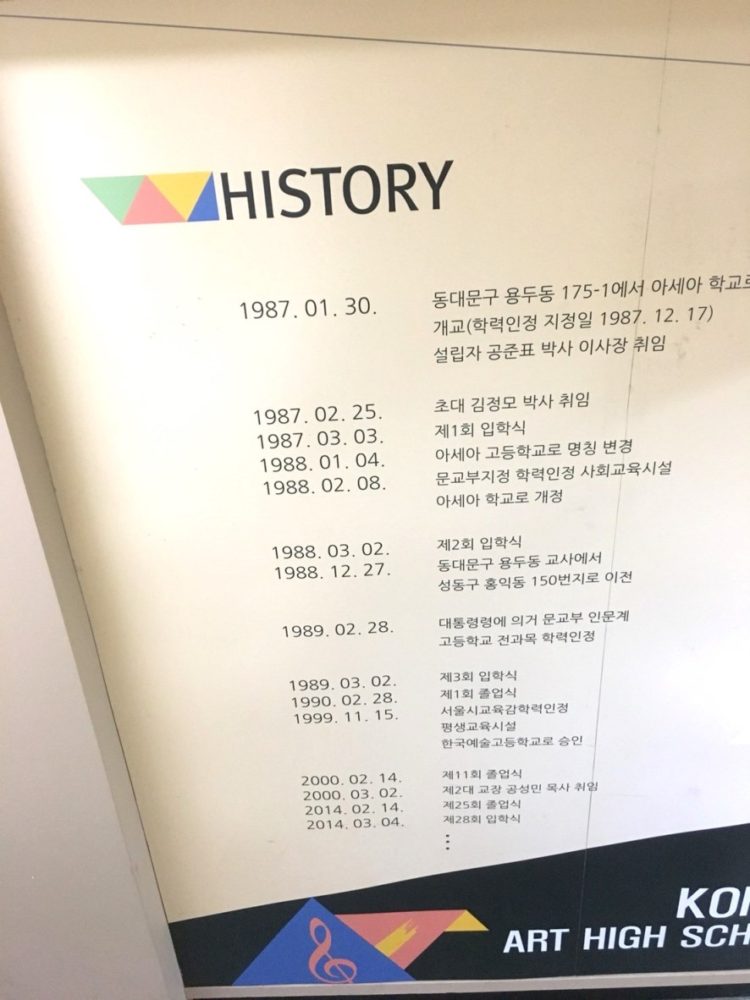 HISTORY
1987. 01. 30. 동대문구 용두동 175-1에서 아세아 학교로
개교(학력인정 지정일 1987. 12. 17)
설립자 공준표 박사 이사장 취임
1987. 02. 25. 초대 김정모 박사 취임
1987. 03. 03. 제1회 입학식
1988. 01. 04. 아세아 고등학교로 명칭 변경
1988. 02. 08. 문교부지정 학력인정 사회교육시설
아세아 학교로 개정
1988. 03. 02. 제2회 입학식
1988. 12. 27. 동대문구 용두동 교사에서
성동구 홍익동 150번지로 이전
1989. 02. 28. 대통령령에 의거 문교부 인문계
고등학교 전과목 학력인정
1989. 03. 02. 제3회 입학식
1990. 02. 28. 제1회 졸업식
1999. 11. 15. 서울시교육감학력인정
평생교육시설
한국예술고등학교로 승인
2000. 02. 14. 제11회 졸업식
2000. 03. 02. 제2대 교장 공성민 목사 취임
2014. 02. 14. 제25회 졸업식
2014. 03. 04. 제28회 입학식
⋮
KOR
ART HIGH SCH